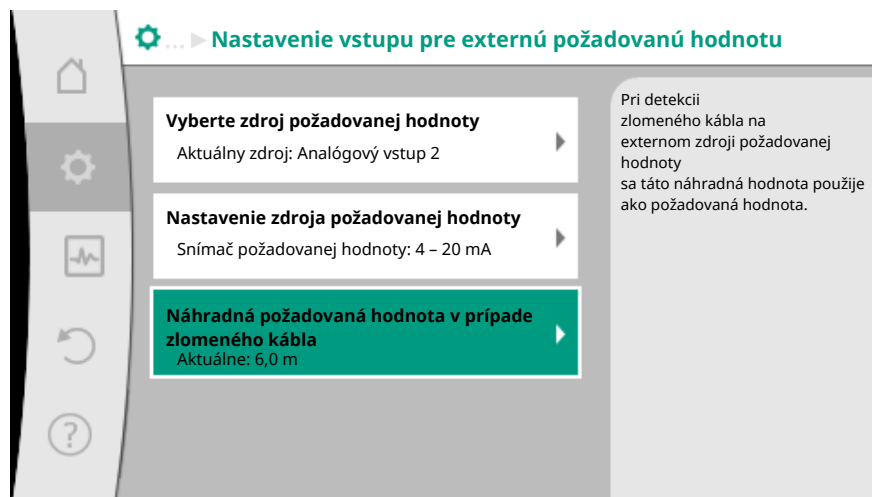 ... Nastavenie vstupu pre externú požadovanú hodnotu
Vyberte zdroj požadovanej hodnoty
Aktuálny zdroj: Analógový vstup 2
Nastavenie zdroja požadovanej hodnoty
Snímač požadovanej hodnoty: 4 – 20 mA
Náhradná požadovaná hodnota v prípade
zlomeného kábla
Aktuálne: 6,0 m
Pri detekcii
zlomeného kábla na
externom zdroji požadovanej
hodnoty
sa táto náhradná hodnota použije
ako požadovaná hodnota.
?